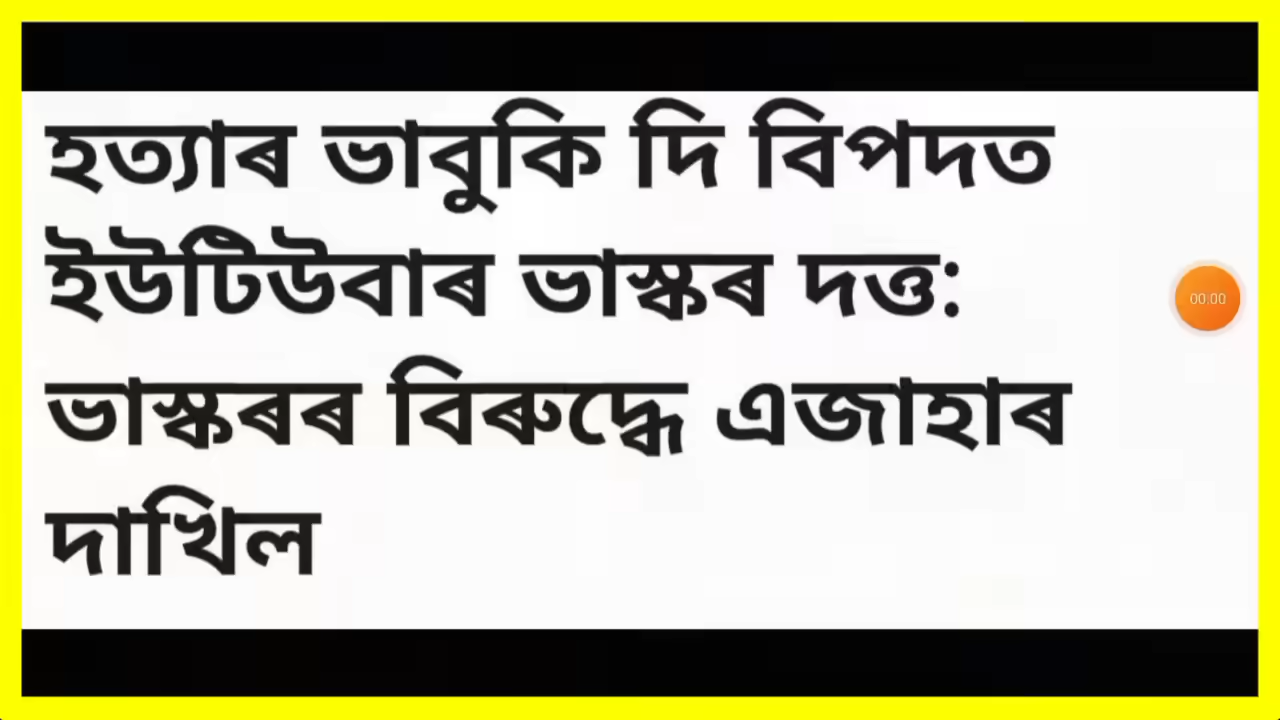 হত্যাৰ ভাবুকি দি বিপদত
ইউটিউবাৰ ভাস্কৰ দত্ত:
ভাস্কৰৰ বিৰুদ্ধে এজাহাৰ
দাখিল
00:00